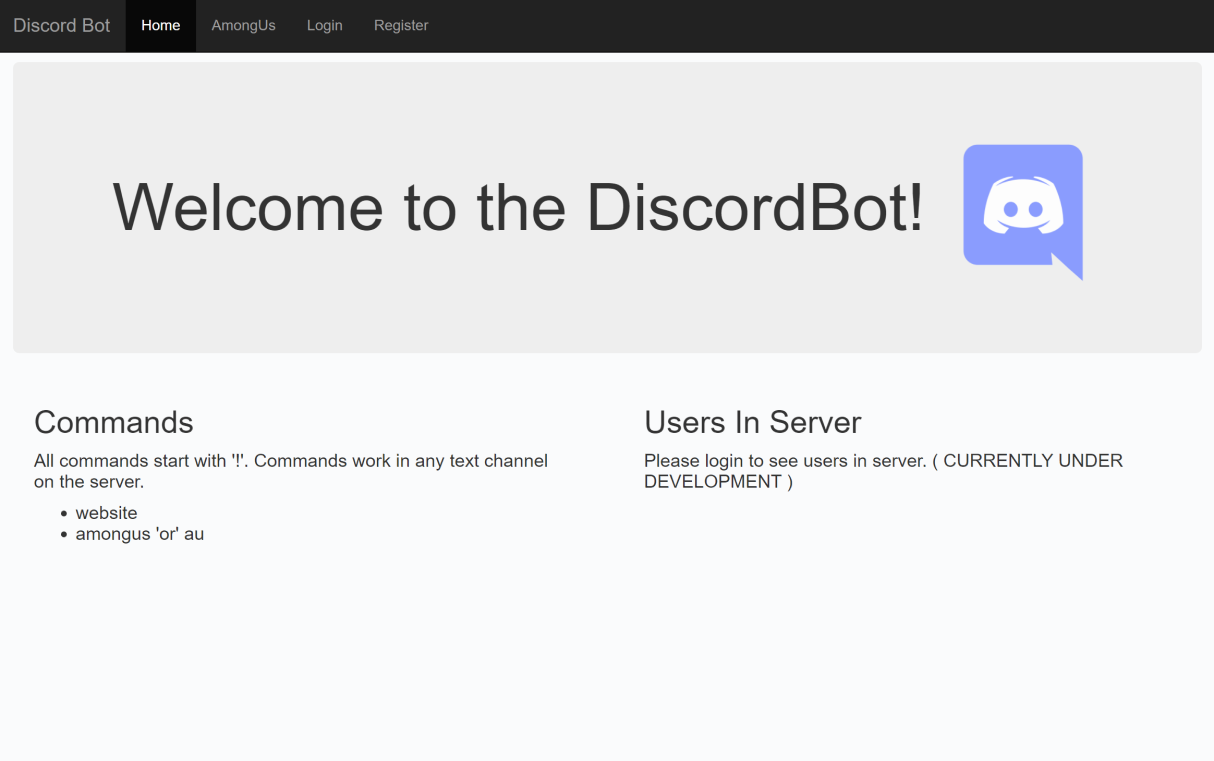 Discord Bot Home AmongUs Login Register
Welcome to the DiscordBot!
Commands
All commands start with '!'. Commands work in any text channel
on the server.
website
amongus 'or' au
Users In Server
Please login to see users in server. ( CURRENTLY UNDER
DEVELOPMENT )